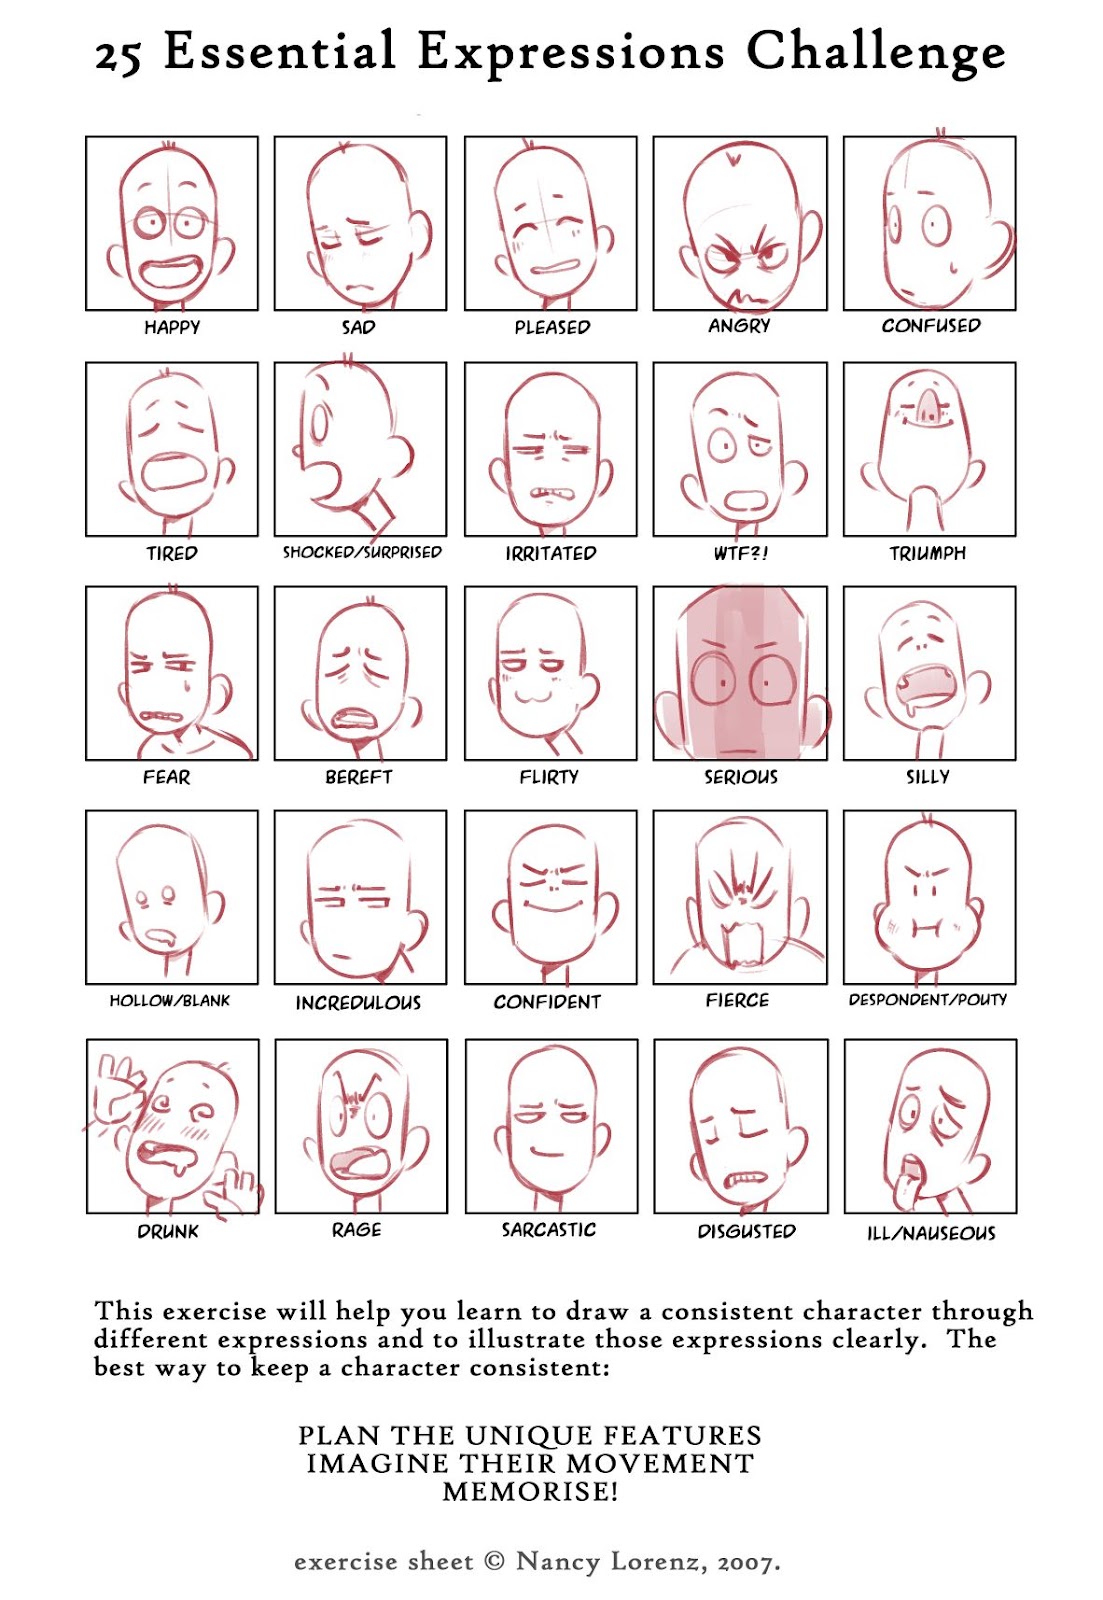 25 Essential Expressions Challenge
HAPPY
SAD
PLEASED
ANGRY
CONFUSED
TIRED
SHOCKED/SURPRISED
IRRITATED
WTF?!
TRIUMPH
FEAR
BEREFT
FLIRTY
SERIOUS
SILLY
HOLLOW/BLANK
INCREDULOUS
CONFIDENT
FIERCE
DESPONDENT/POUTY
DRUNK
RAGE
SARCASTIC
DISGUSTED
ILL/NAUSEOUS
This exercise will help you learn to draw a consistent character through
different expressions and to illustrate those expressions clearly.  The
best way to keep a character consistent:
PLAN THE UNIQUE FEATURES
IMAGINE THEIR MOVEMENT
MEMORISE!
exercise sheet © Nancy Lorenz, 2007.